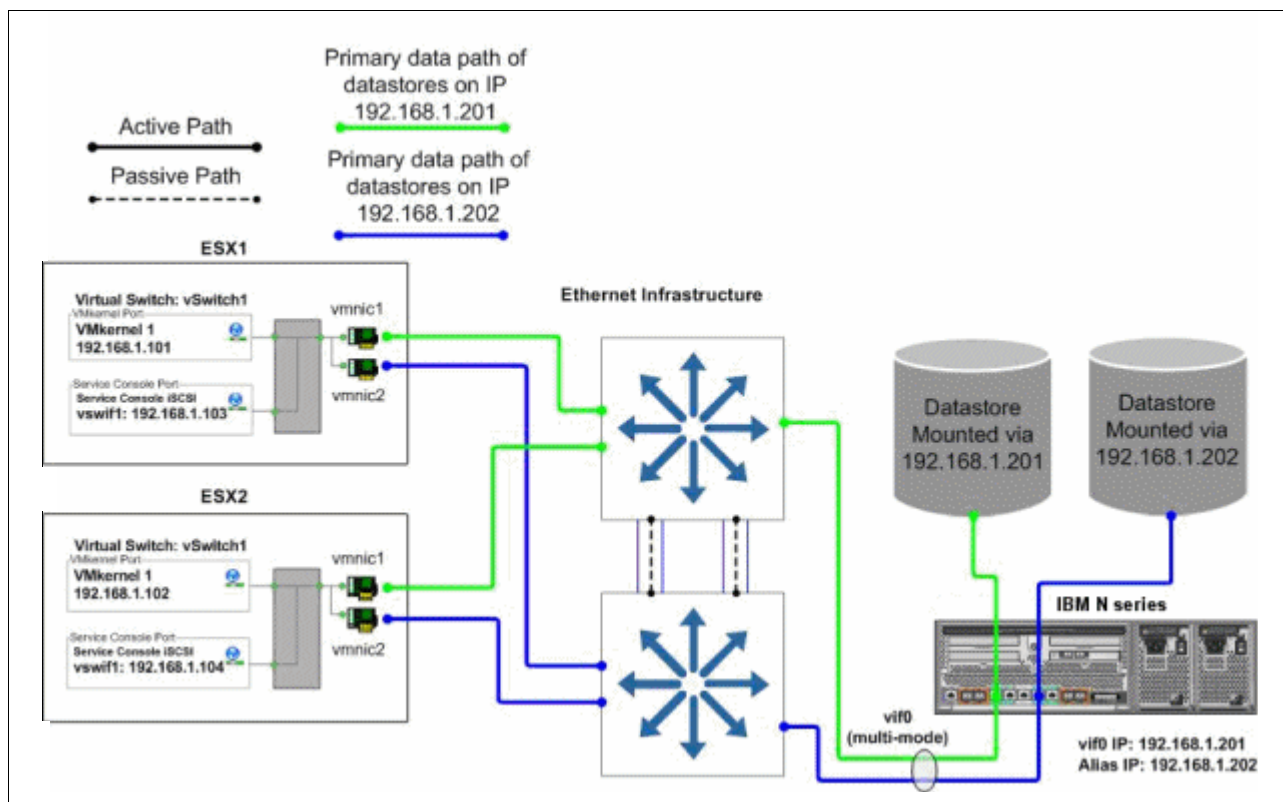 Primary data path of
datastores on IP
192.168.1.201
Active Path
Primary data path of
datastores on IP
192.168.1.202
Passive Path
ESX1
Virtual Switch: vSwitch1
VMkernel Port
VMkernel 1
192.168.1.101
Service Console Port
Service Console iSCSI
vswif1: 192.168.1.103
vmnic1
vmnic2
Ethernet Infrastructure
Datastore
Mounted via
192.168.1.201
Datastore
Mounted via
192.168.1.202
ESX2
Virtual Switch: vSwitch1
VMkernel Port
VMkernel 1
192.168.1.102
Service Console Port
Service Console iSCSI
vswif1: 192.168.1.104
vmnic1
vmnic2
IBM N series
vif0
(multi-mode)
vif0 IP: 192.168.1.201
Alias IP: 192.168.1.202